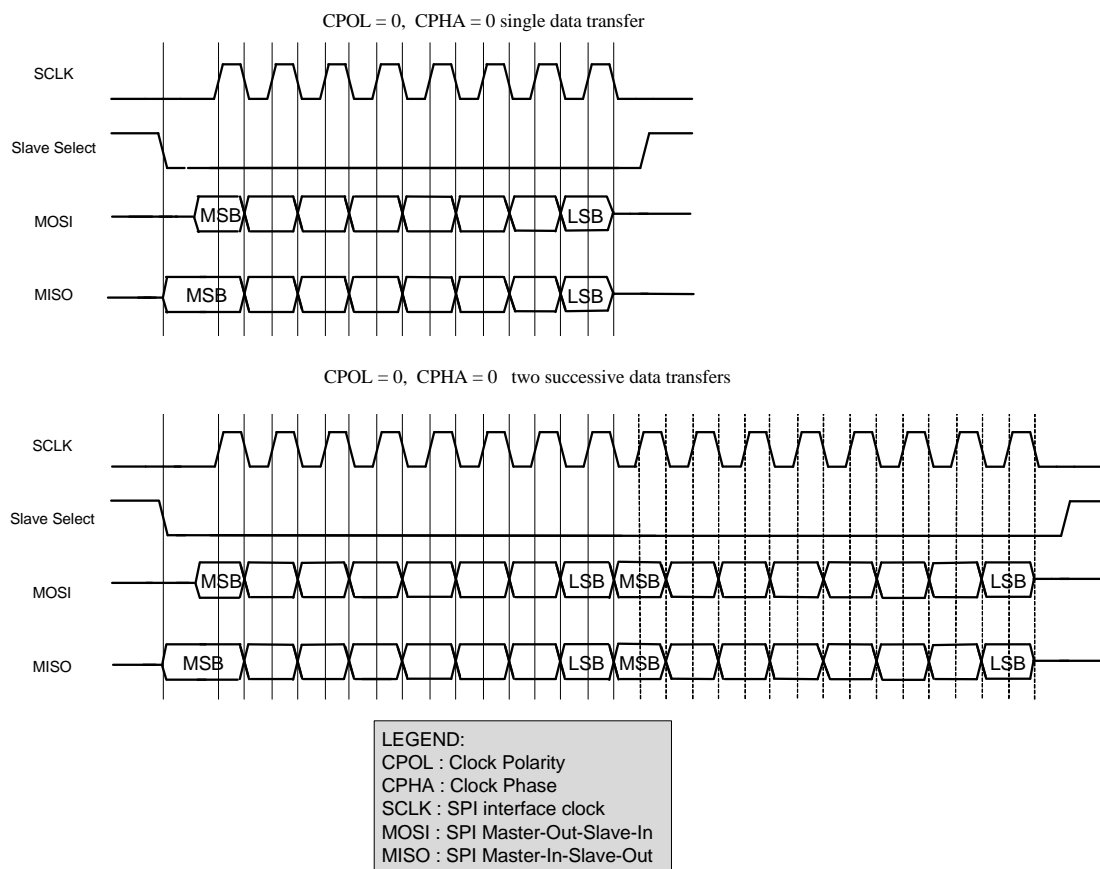 CPOL = 0, CPHA = 0 single data transfer
SCLK
Slave Select
MOSI
MSB
LSB
MISO
MSB
LSB
CPOL = 0, CPHA = 0 two successive data transfers
SCLK
Slave Select
MOSI
MSB
LSB
MSB
LSB
MISO
MSB
LSB
MSB
LSB
LEGEND:
CPOL : Clock Polarity
CPHA : Clock Phase
SCLK : SPI interface clock
MOSI : SPI Master-Out-Slave-In
MISO : SPI Master-In-Slave-Out